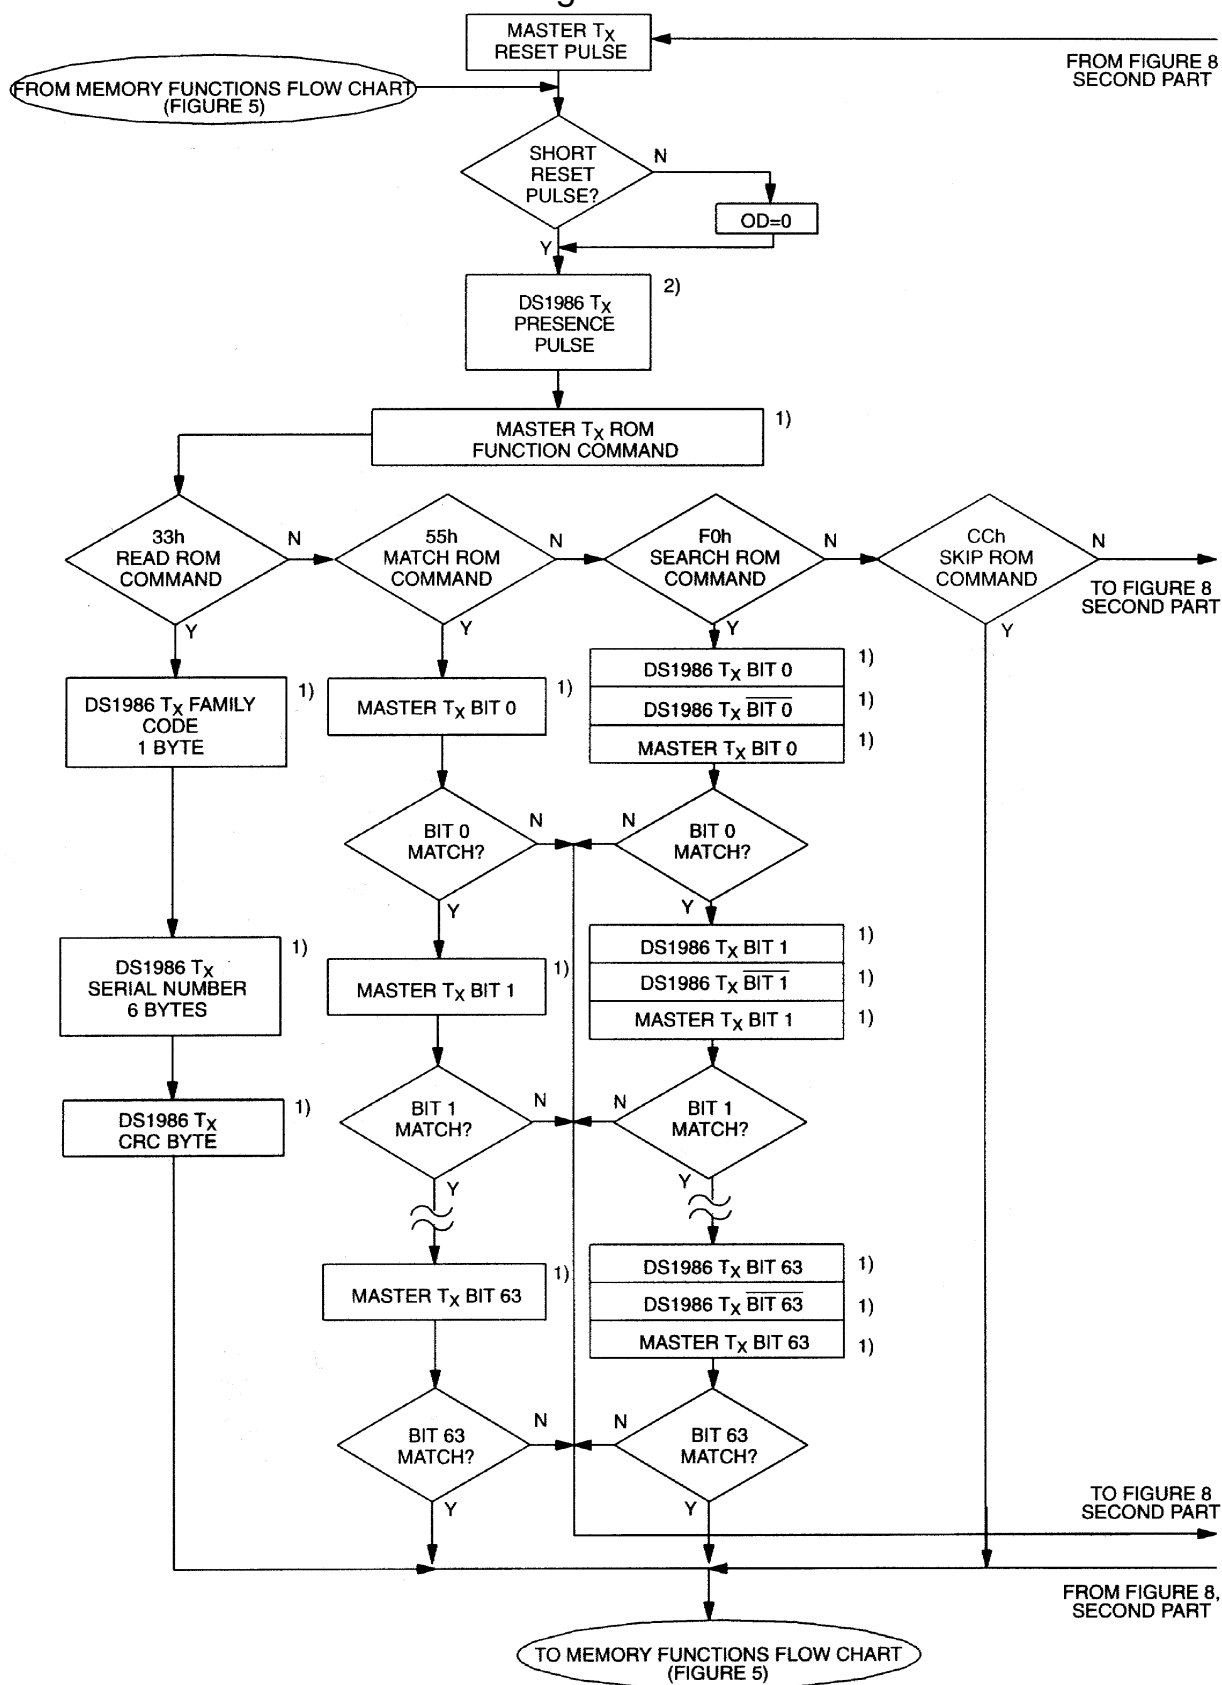 MASTER TX
RESET PULSE
FROM FIGURE 8
SECOND PART
FROM MEMORY FUNCTIONS FLOW CHART
(FIGURE 5)
SHORT
RESET
PULSE?
N
OD=0
Y
DS1986 TX
PRESENCE
PULSE
2)
MASTER TX ROM
FUNCTION COMMAND
1)
33h
READ ROM
COMMAND
N
55h
MATCH ROM
COMMAND
N
F0h
SEARCH ROM
COMMAND
N
CCh
SKIP ROM
COMMAND
N
TO FIGURE 8
SECOND PART
Y
Y
Y
Y
DS1986 TX FAMILY
CODE
1 BYTE
1)
MASTER TX BIT 0
1)
DS1986 TX BIT 0
1)
DS1986 TX BIT 0
1)
MASTER TX BIT 0
1)
BIT 0
MATCH?
N
N
BIT 0
MATCH?
Y
Y
DS1986 TX
SERIAL NUMBER
6 BYTES
1)
MASTER TX BIT 1
1)
DS1986 TX BIT 1
1)
DS1986 TX BIT 1
1)
MASTER TX BIT 1
1)
DS1986 TX
CRC BYTE
1)
BIT 1
MATCH?
N
N
BIT 1
MATCH?
Y
Y
MASTER TX BIT 63
1)
DS1986 TX BIT 63
1)
DS1986 TX BIT 63
1)
MASTER TX BIT 63
1)
BIT 63
MATCH?
N
N
BIT 63
MATCH?
Y
Y
TO FIGURE 8
SECOND PART
FROM FIGURE 8,
SECOND PART
TO MEMORY FUNCTIONS FLOW CHART
(FIGURE 5)